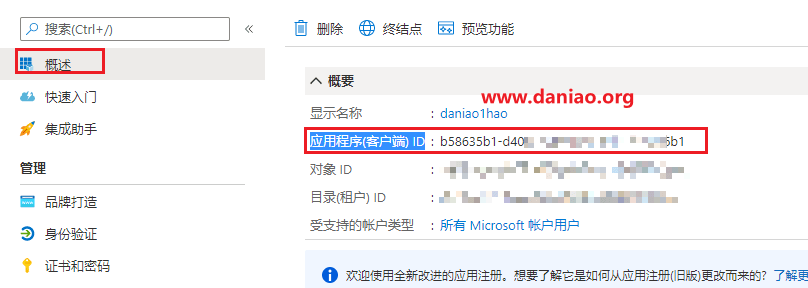 搜索(Ctrl+/)
«
概述
快速入门
集成助手
管理
品牌打造
身份验证
证书和密码
删除 终结点 预览功能
概要
www.daniao.org
显示名称 : daniao1hao
应用程序(客户端) ID : b58635b1-d40 6b1
对象 ID :
目录(租户) ID :
受支持的帐户类型 : 所有 Microsoft 帐户用户
欢迎使用全新改进的应用注册。想要了解它是如何从应用注册(旧版)更改而来的? 了解更